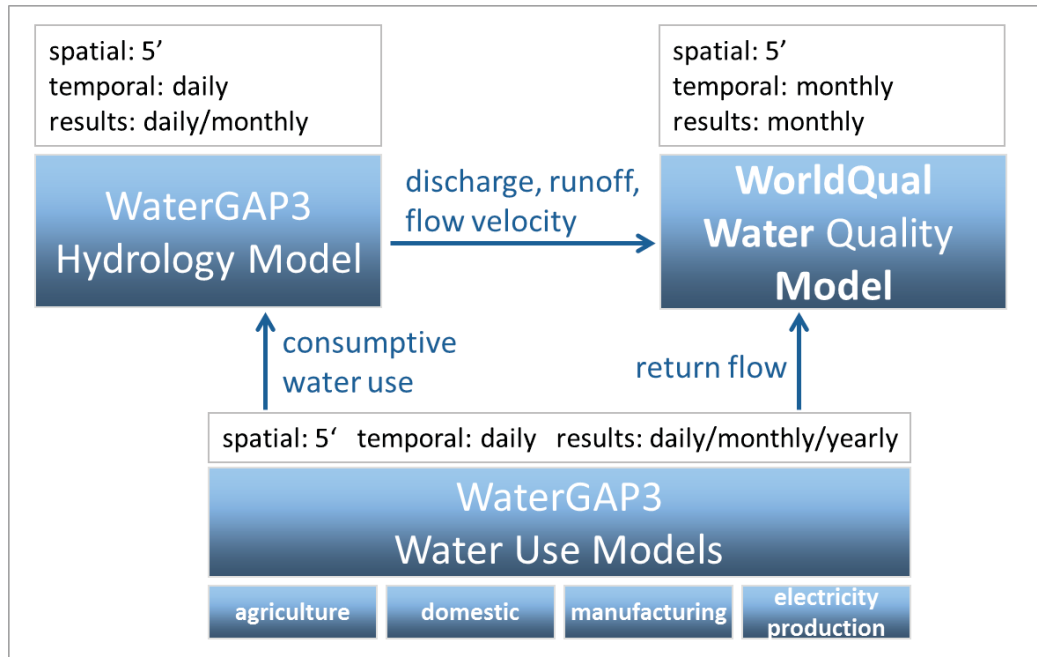 spatial: 5’
temporal: daily
results: daily/monthly
spatial: 5’
temporal: monthly
results: monthly
WaterGAP3
Hydrology Model
discharge, runoff,
flow velocity
WorldQual
Water Quality
Model
consumptive
water use
return flow
spatial: 5‘ temporal: daily results: daily/monthly/yearly
WaterGAP3
Water Use Models
agriculture
domestic
manufacturing
electricity
production